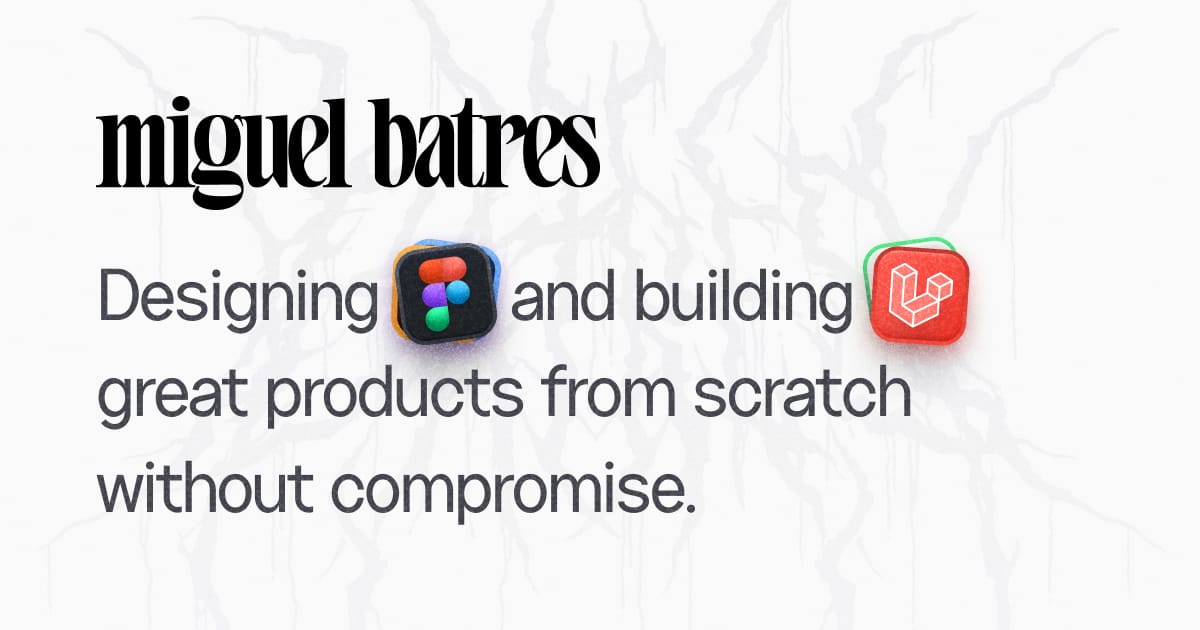 miguel batres
Designing and building
great products from scratch
without compromise.